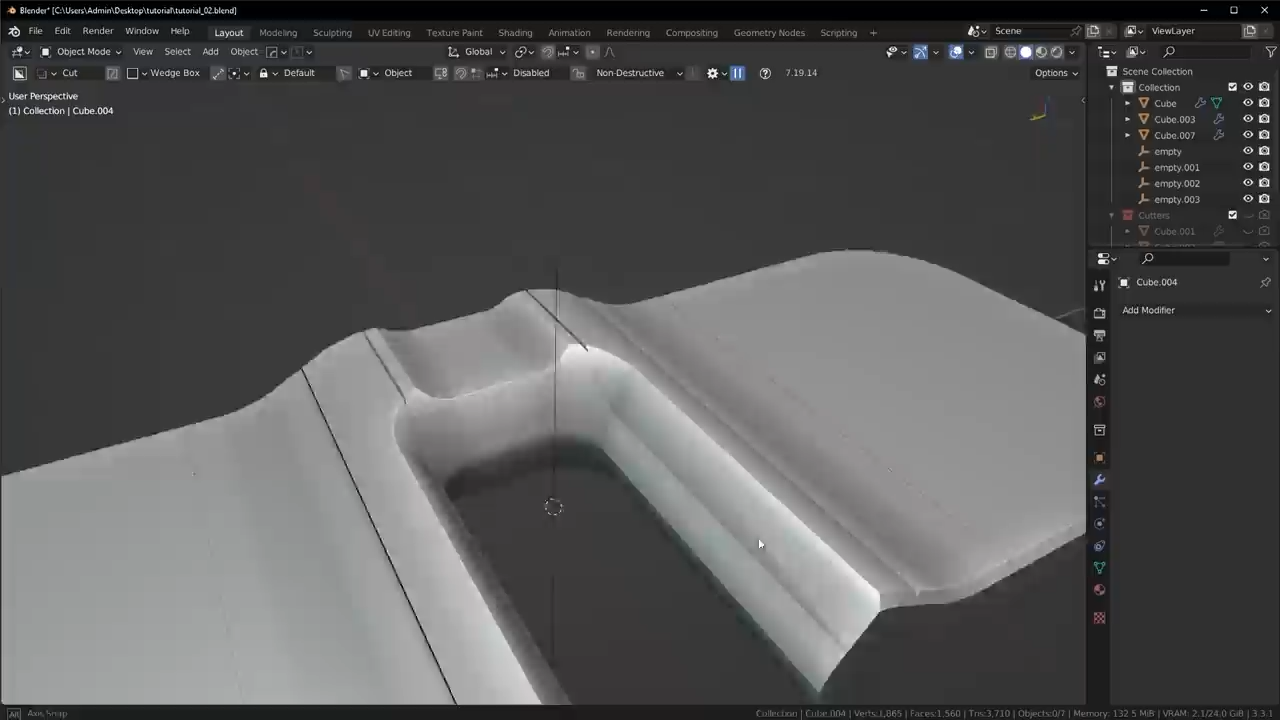 Blender* [C:\Users\Admin\Desktop\tutorial\tutorial_02.blend]
File Edit Render Window Help Layout Modeling Sculpting UV Editing Texture Paint Shading Animation Rendering Compositing Geometry Nodes Scripting Scene ViewLayer
Object Mode View Select Add Object Global
Cut Wedge Box Default Object Disabled Non-Destructive 7.19.14 Options
User Perspective
(1) Collection | Cube.004
Scene Collection
Collection
Cube
Cube.003
Cube.007
empty
empty.001
empty.002
empty.003
Cutters
Cube.001
Cube.004
Add Modifier
Alt Axis Snap
Collection | Cube.004 | Verts:1,865 | Faces:1,560 | Tris:3,710 | Objects:0/7 | Memory: 132.5 MiB | VRAM: 2.1/24.0 GiB | 3.3.1